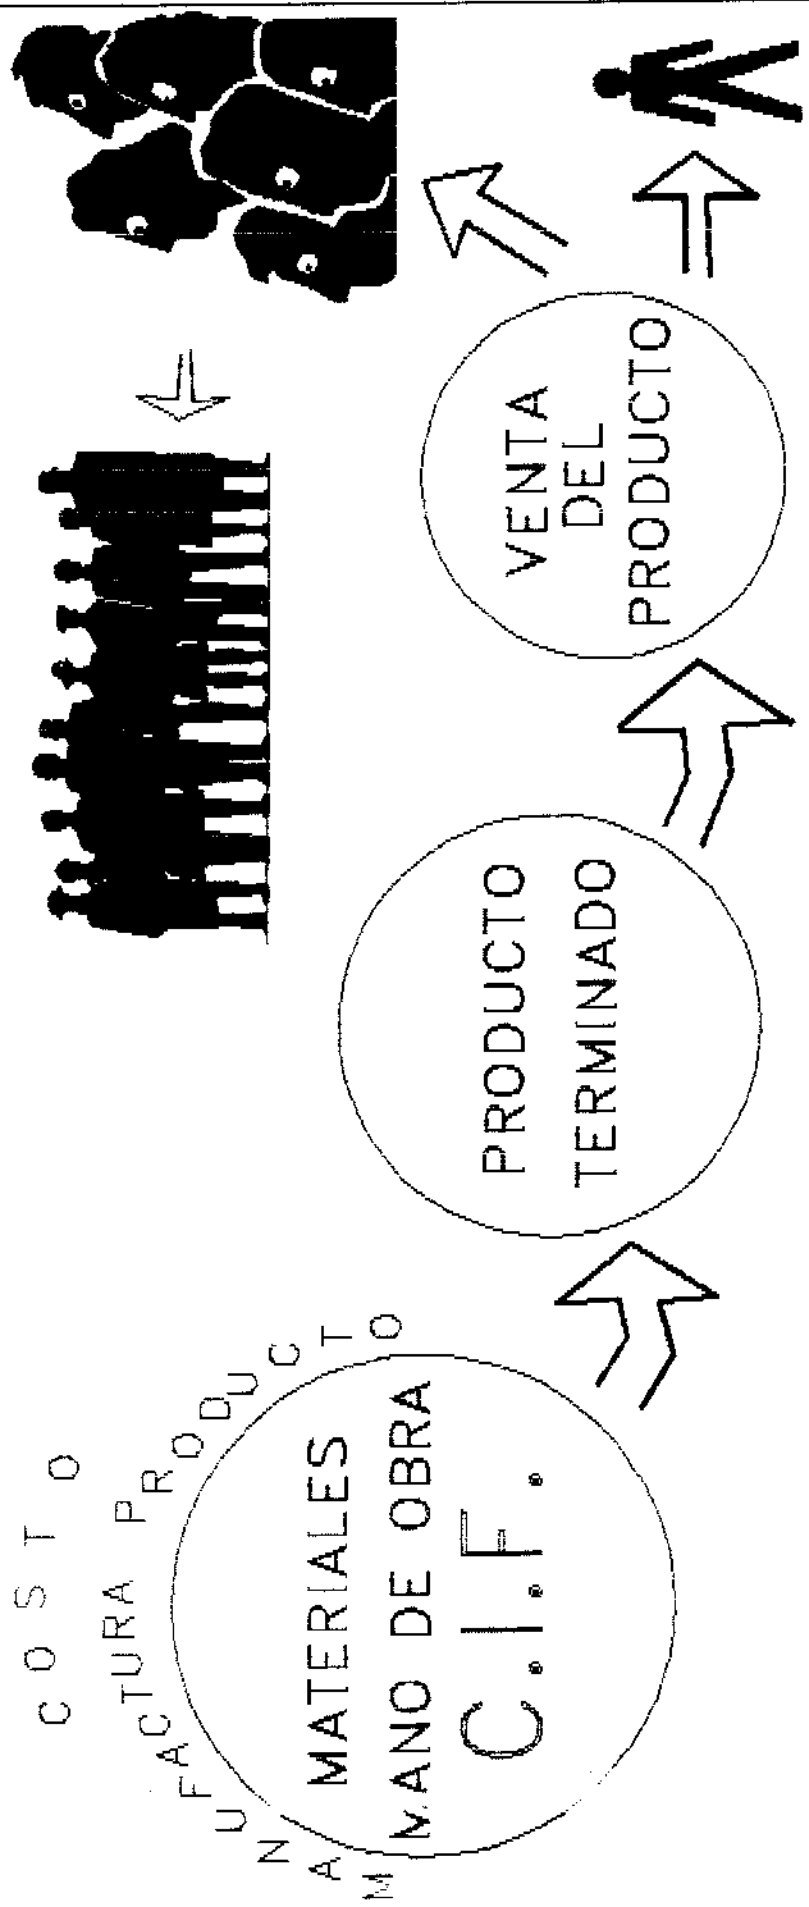 COSTO
MANUFACTURA PRODUCTO
MATERIALES
MANO DE OBRA
C.I.F.
PRODUCTO
TERMINADO
VENTA
DEL
PRODUCTO